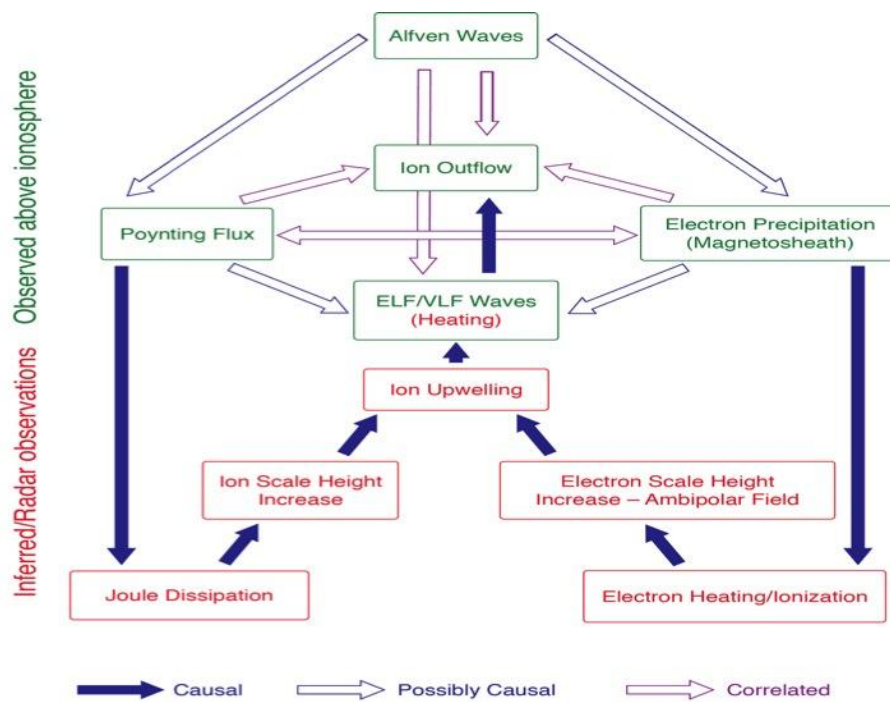 Alfven Waves
Observed above ionosphere
Ion Outflow
Poynting Flux
Electron Precipitation
(Magnetosheath)
ELF/VLF Waves
(Heating)
Inferred/Radar observations
Ion Upwelling
Ion Scale Height
Increase
Electron Scale Height
Increase – Ambipolar Field
Joule Dissipation
Electron Heating/Ionization
Causal
Possibly Causal
Correlated